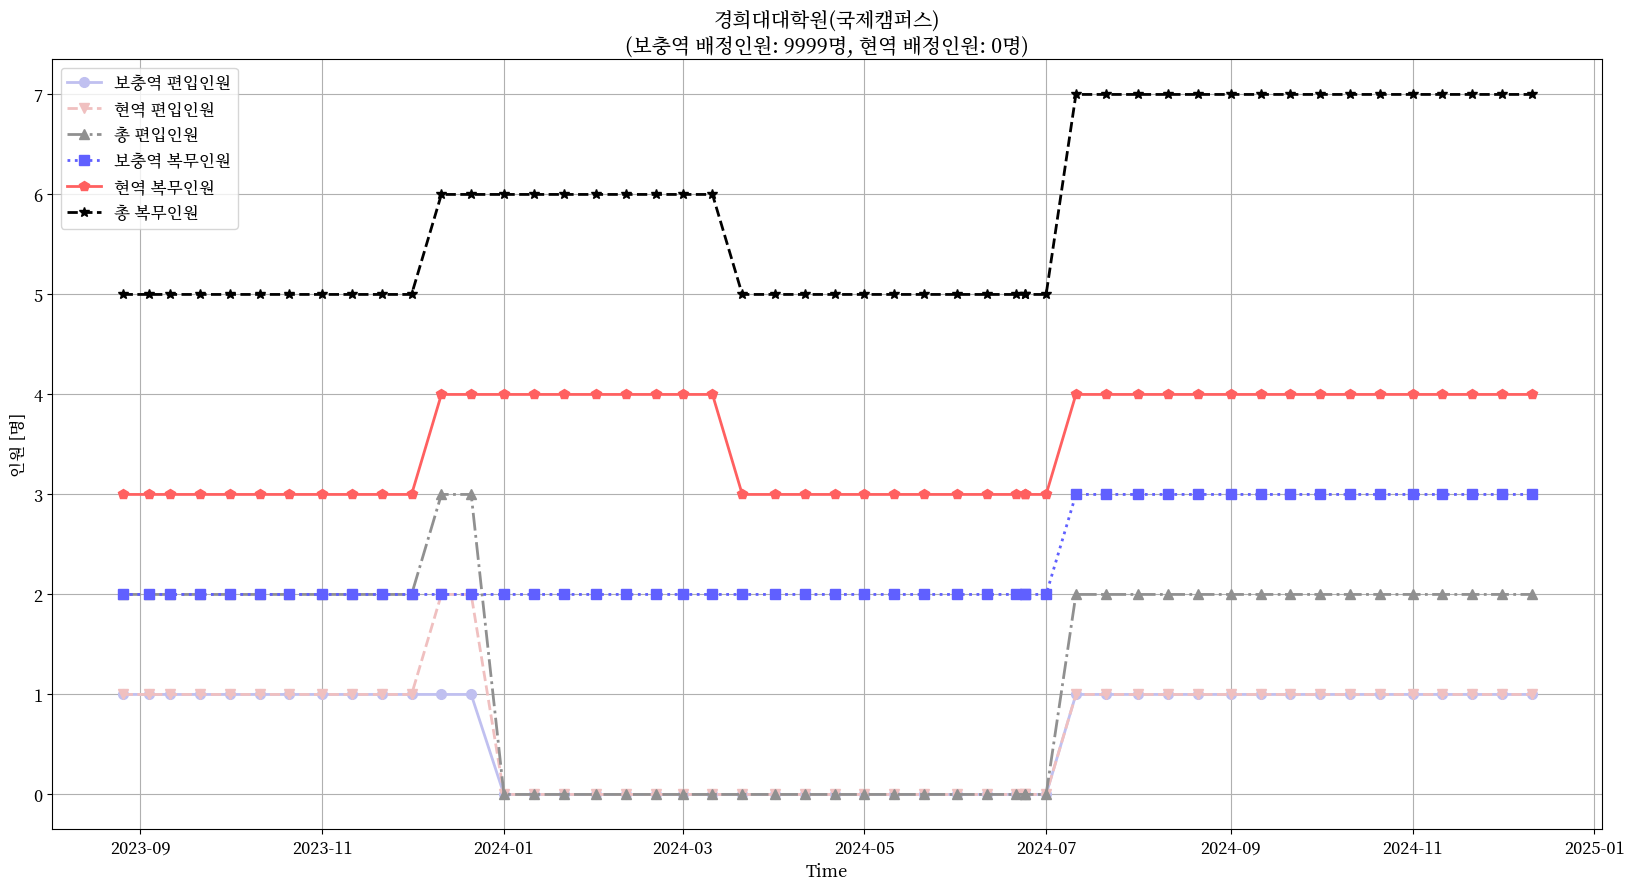 경희대대학원(국제캠퍼스)
(보충역 배정인원: 9999명, 현역 배정인원: 0명)
보충역 편입인원
현역 편입인원
총 편입인원
보충역 복무인원
현역 복무인원
총 복무인원
7
6
5
4
3
2
1
0
인원 [명]
2023-09
2023-11
2024-01
2024-03
2024-05
2024-07
2024-09
2024-11
2025-01
Time